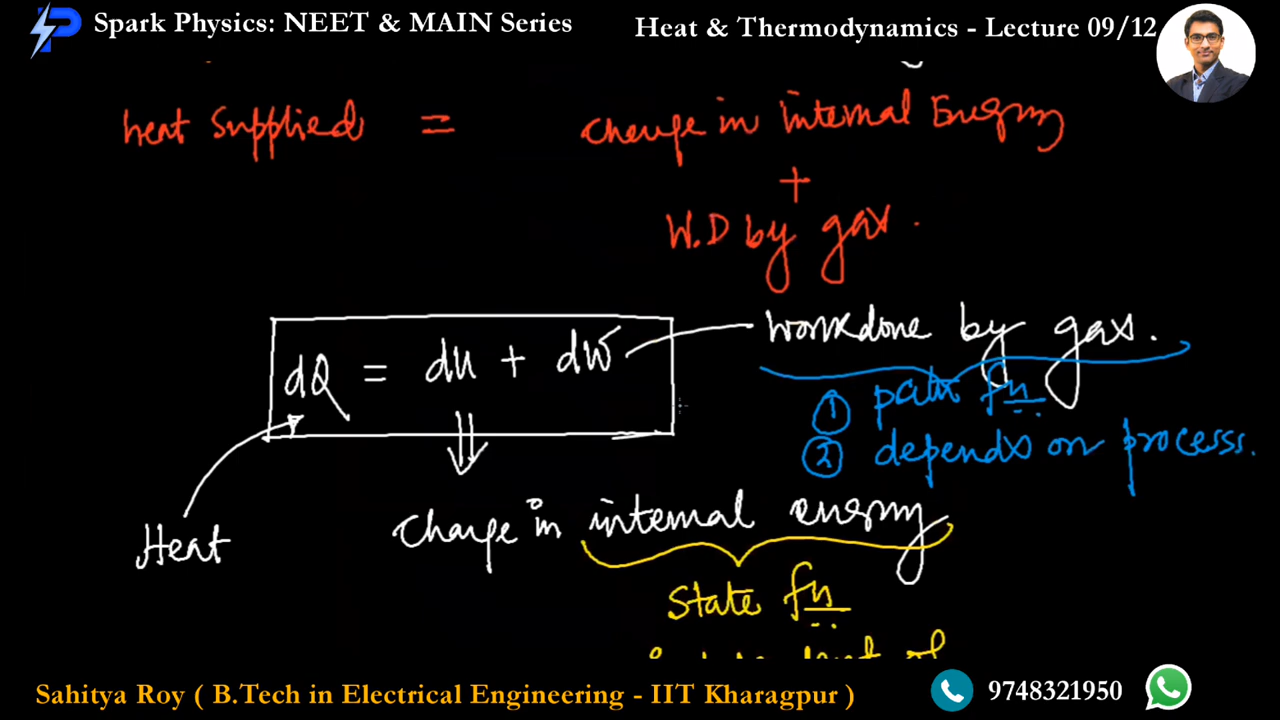 Spark Physics: NEET & MAIN Series
Heat & Thermodynamics - Lecture 09/12
heat supplied = change in internal Energy
+
W.D by gas.
dQ = du + dw
workdone by gas.
① path fn
② depends on process.
Heat
change in internal energy
state fn
of
Sahitya Roy ( B.Tech in Electrical Engineering - IIT Kharagpur )
9748321950